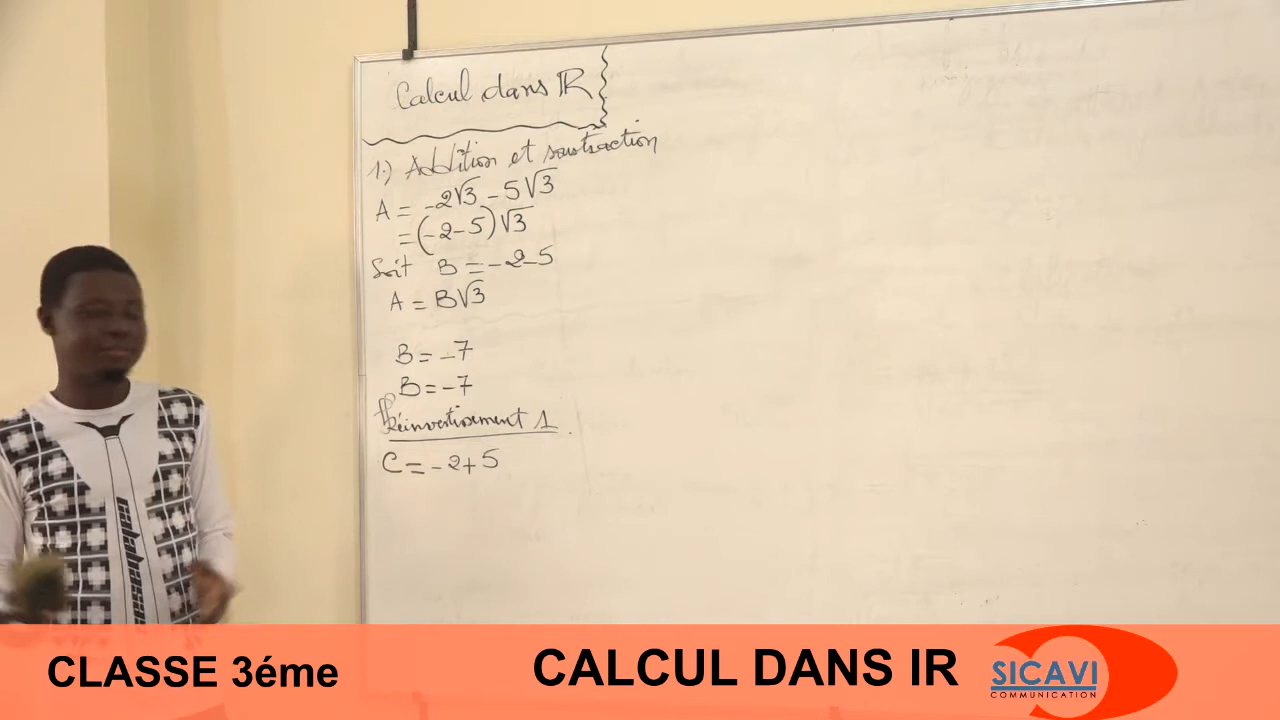 Calcul dans ℝ
1.) Addition et soustraction
A = -2√3 - 5√3
= (-2-5)√3
Soit B = -2-5
A = B√3
B = -7
B = -7
Réinvestissement 1
C = -2+5
catabressa
CLASSE 3éme
CALCUL DANS IR
SICAVI
COMMUNICATION